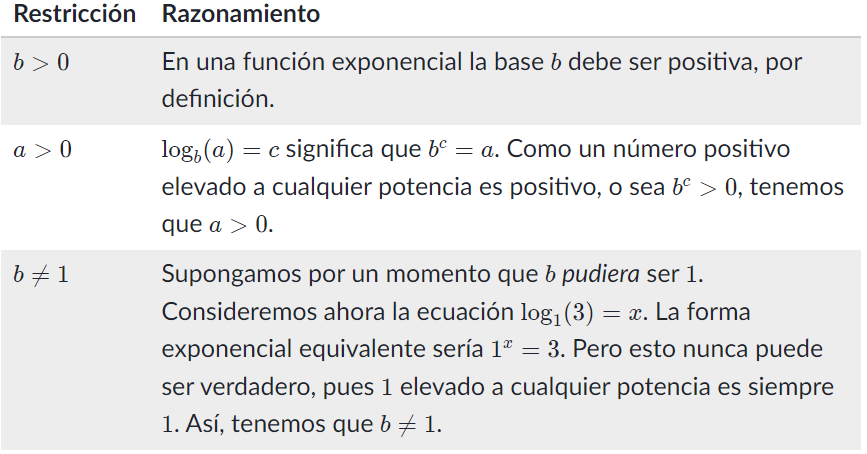 Restricción Razonamiento
b > 0 En una función exponencial la base b debe ser positiva, por
definición.
a > 0 log_b(a) = c significa que b^c = a. Como un número positivo
elevado a cualquier potencia es positivo, o sea b^c > 0, tenemos
que a > 0.
b ≠ 1 Supongamos por un momento que b pudiera ser 1.
Consideremos ahora la ecuación log_1(3) = x. La forma
exponencial equivalente sería 1^x = 3. Pero esto nunca puede
ser verdadero, pues 1 elevado a cualquier potencia es siempre
1. Así, tenemos que b ≠ 1.